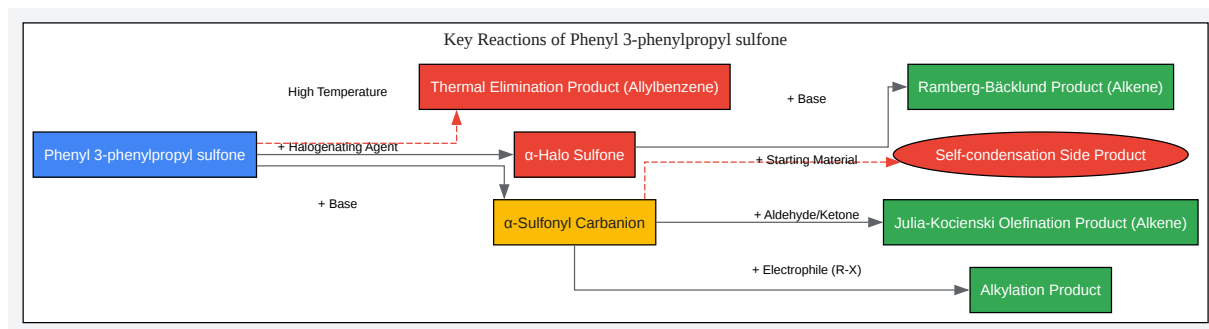 Key Reactions of Phenyl 3-phenylpropyl sulfone
Thermal Elimination Product (Allylbenzene)
Ramberg-Bäcklund Product (Alkene)
High Temperature
+ Base
Phenyl 3-phenylpropyl sulfone
+ Halogenating Agent
α-Halo Sulfone
+ Starting Material
Self-condensation Side Product
+ Base
α-Sulfonyl Carbanion
+ Aldehyde/Ketone
Julia-Kocienski Olefination Product (Alkene)
+ Electrophile (R-X)
Alkylation Product